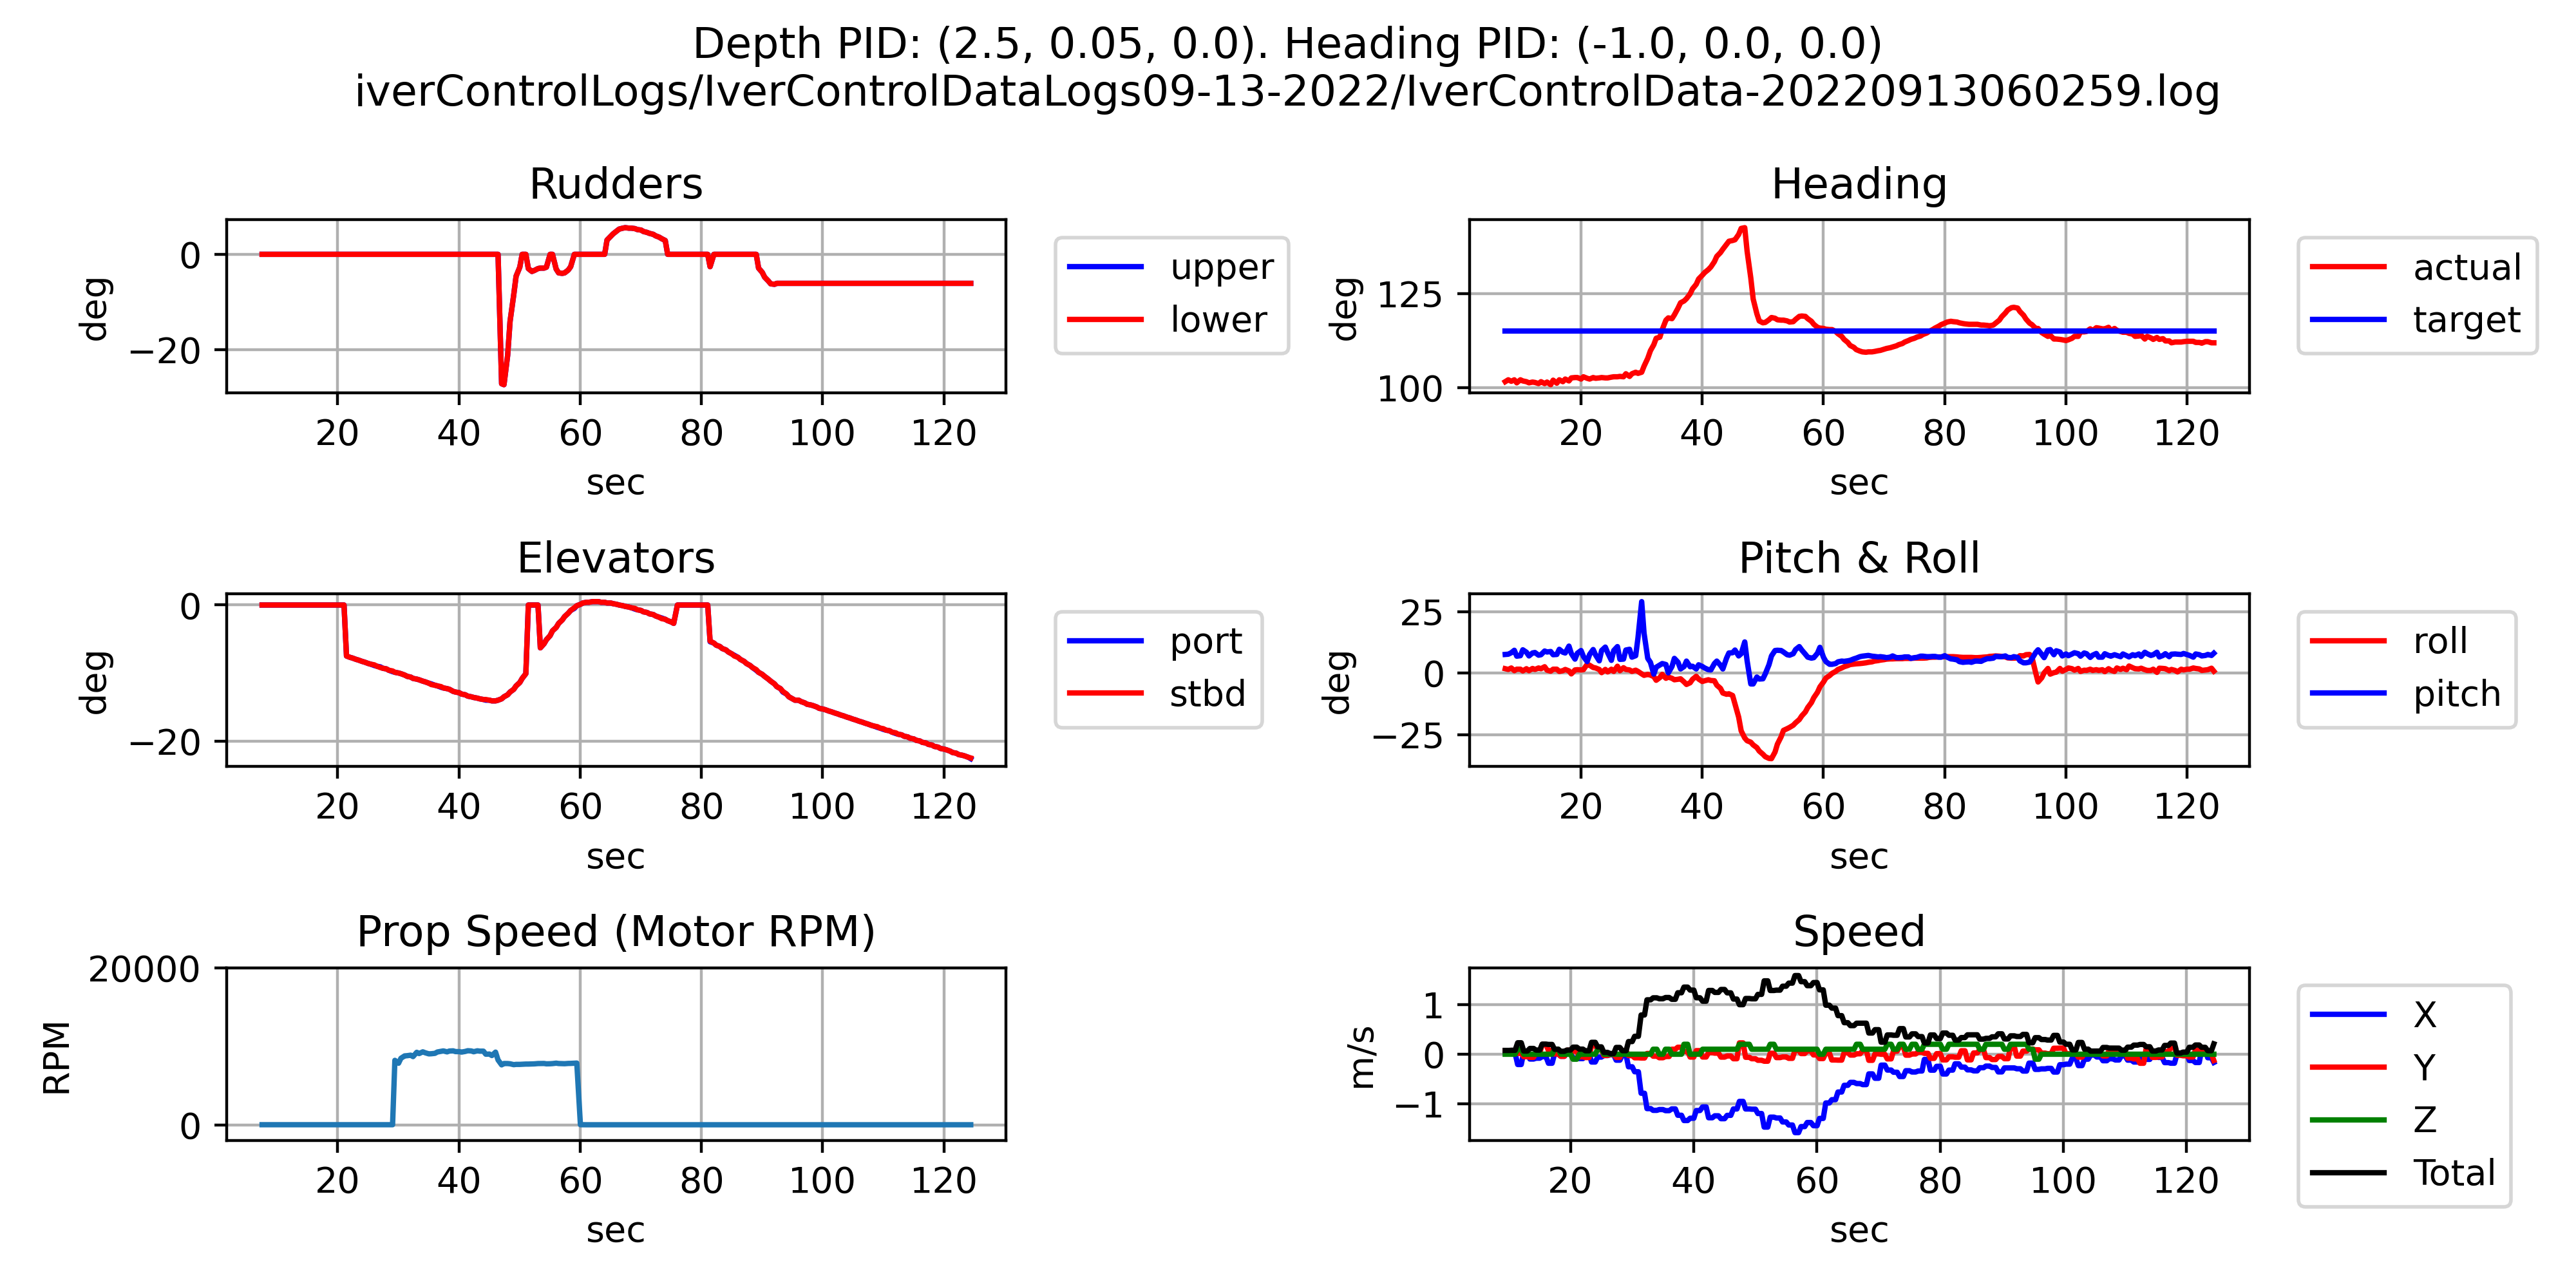 Depth PID: (2.5, 0.05, 0.0). Heading PID: (-1.0, 0.0, 0.0)
iverControlLogs/IverControlDataLogs09-13-2022/IverControlData-20220913060259.log
Rudders
deg
0
−20
20 40 60 80 100 120
sec
upper
lower
Heading
deg
125
100
20 40 60 80 100 120
sec
actual
target
Elevators
deg
0
−20
20 40 60 80 100 120
sec
port
stbd
Pitch & Roll
deg
25
0
−25
20 40 60 80 100 120
sec
roll
pitch
Prop Speed (Motor RPM)
RPM
20000
0
20 40 60 80 100 120
sec
Speed
m/s
1
0
−1
20 40 60 80 100 120
sec
X
Y
Z
Total